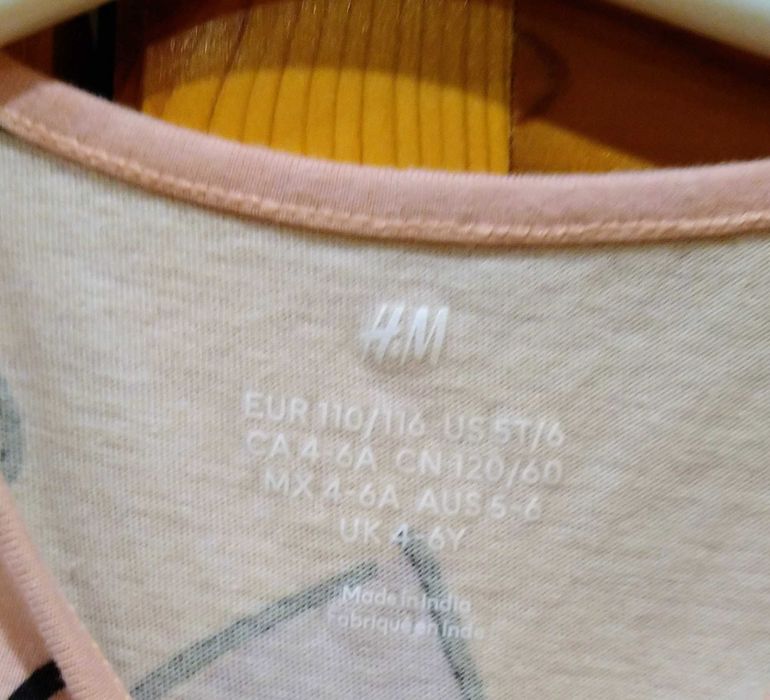 H&M
EUR 110/116 US 5T/6
CA 4-6A CN 120/60
MX 4-6A AUS 5-6
UK 4-6Y
Made in India
Fabriqué en Inde